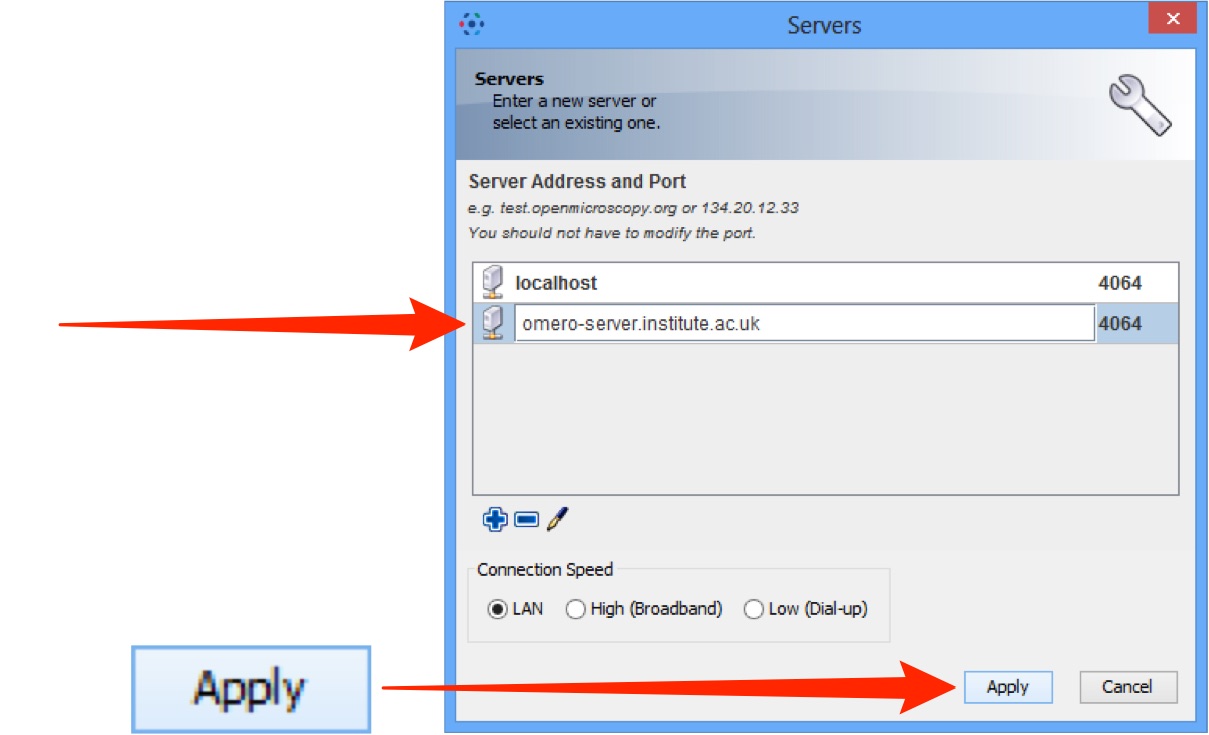 Servers
Servers
Enter a new server or
select an existing one.
Server Address and Port
e.g. test.openmicroscopy.org or 134.20.12.33
You should not have to modify the port.
localhost 4064
omero-server.institute.ac.uk 4064
Connection Speed
LAN High (Broadband) Low (Dial-up)
Apply Apply Cancel